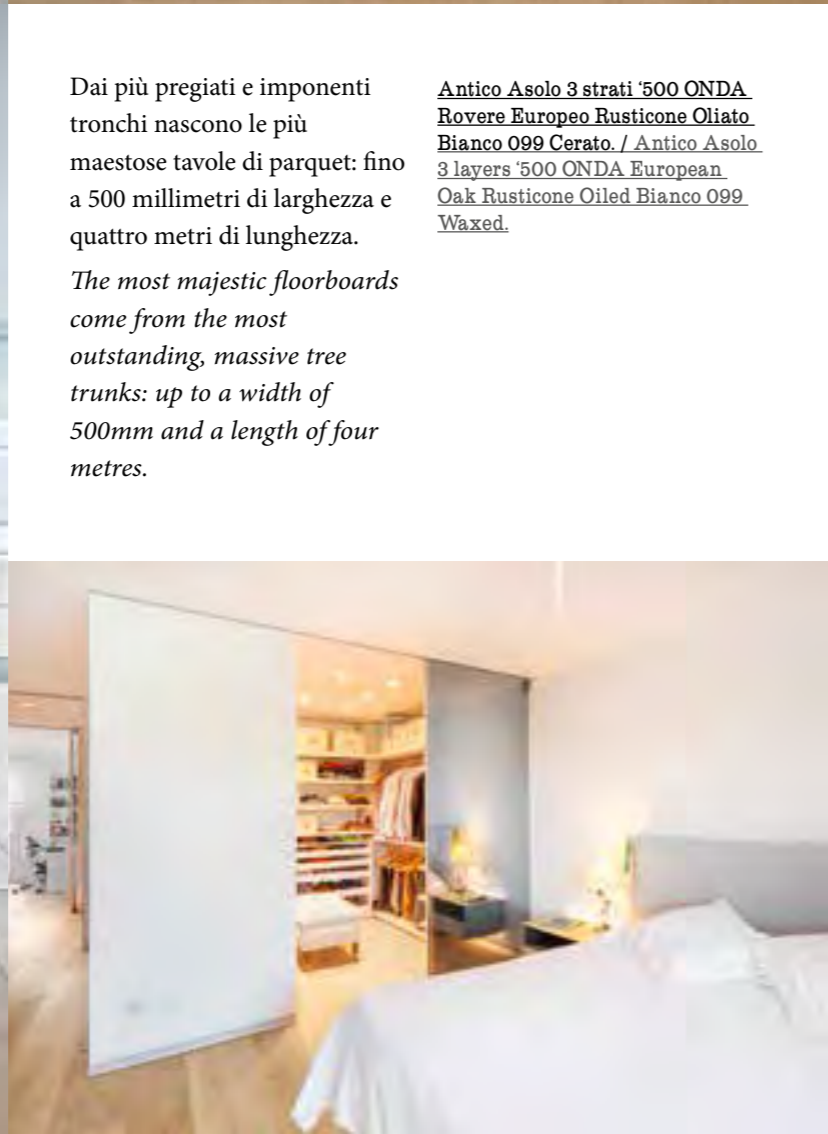 Dai più pregiati e imponenti
tronchi nascono le più
maestose tavole di parquet: fino
a 500 millimetri di larghezza e
quattro metri di lunghezza.
The most majestic floorboards
come from the most
outstanding, massive tree
trunks: up to a width of
500mm and a length of four
metres.
Antico Asolo 3 strati ‘500 ONDA
Rovere Europeo Rusticone Oliato
Bianco 099 Cerato. / Antico Asolo
3 layers ‘500 ONDA European
Oak Rusticone Oiled Bianco 099
Waxed.